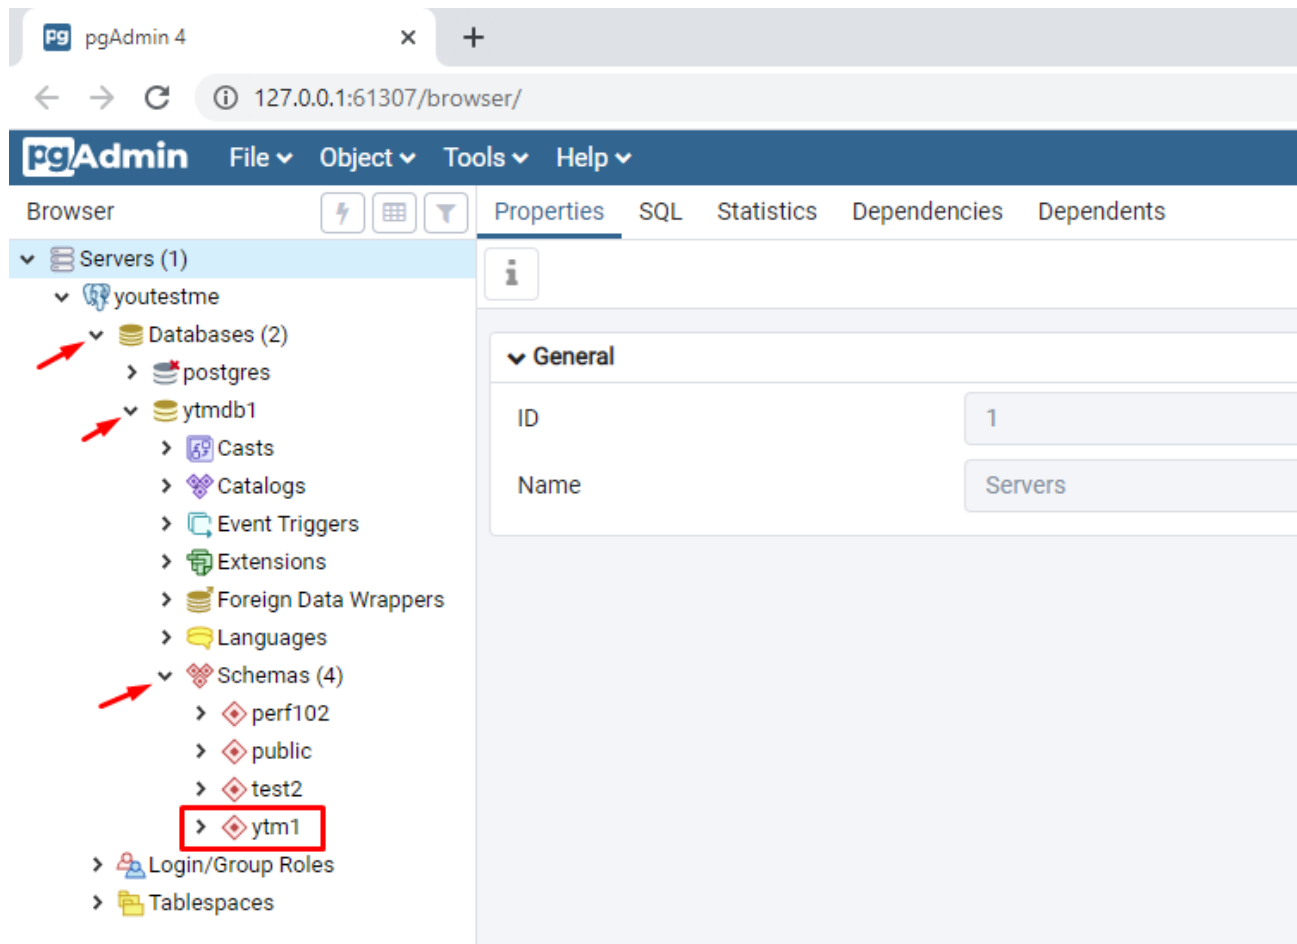 pgAdmin 4
127.0.0.1:61307/browser/
pgAdmin File Object Tools Help
Browser
Properties SQL Statistics Dependencies Dependents
Servers (1)
youtestme
Databases (2)
postgres
ytmdb1
Casts
Catalogs
Event Triggers
Extensions
Foreign Data Wrappers
Languages
Schemas (4)
perf102
public
test2
ytm1
Login/Group Roles
Tablespaces
General
ID 1
Name Servers